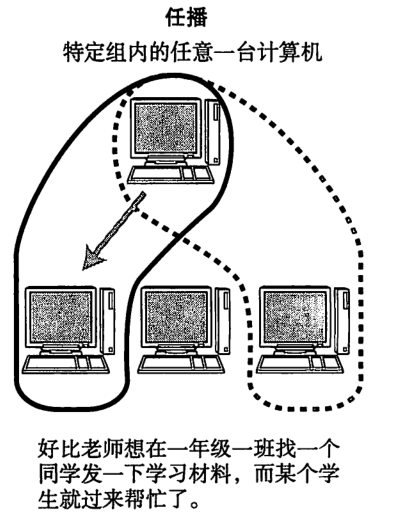 任播
特定组内的任意一台计算机
好比老师想在一年级一班找一个
同学发一下学习材料，而某个学
生就过来帮忙了。